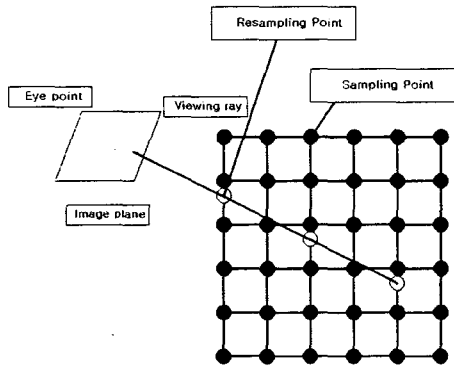 Resampling Point
Sampling Point
Eye point
Viewing ray
Image plane